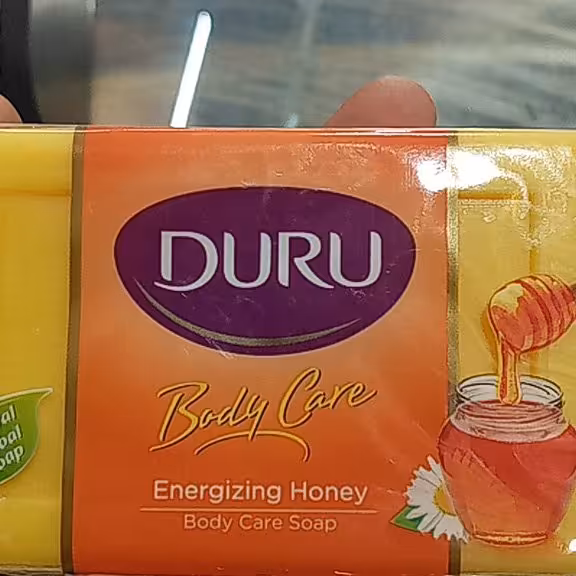 DURU
Body Care
Energizing Honey
Body Care Soap